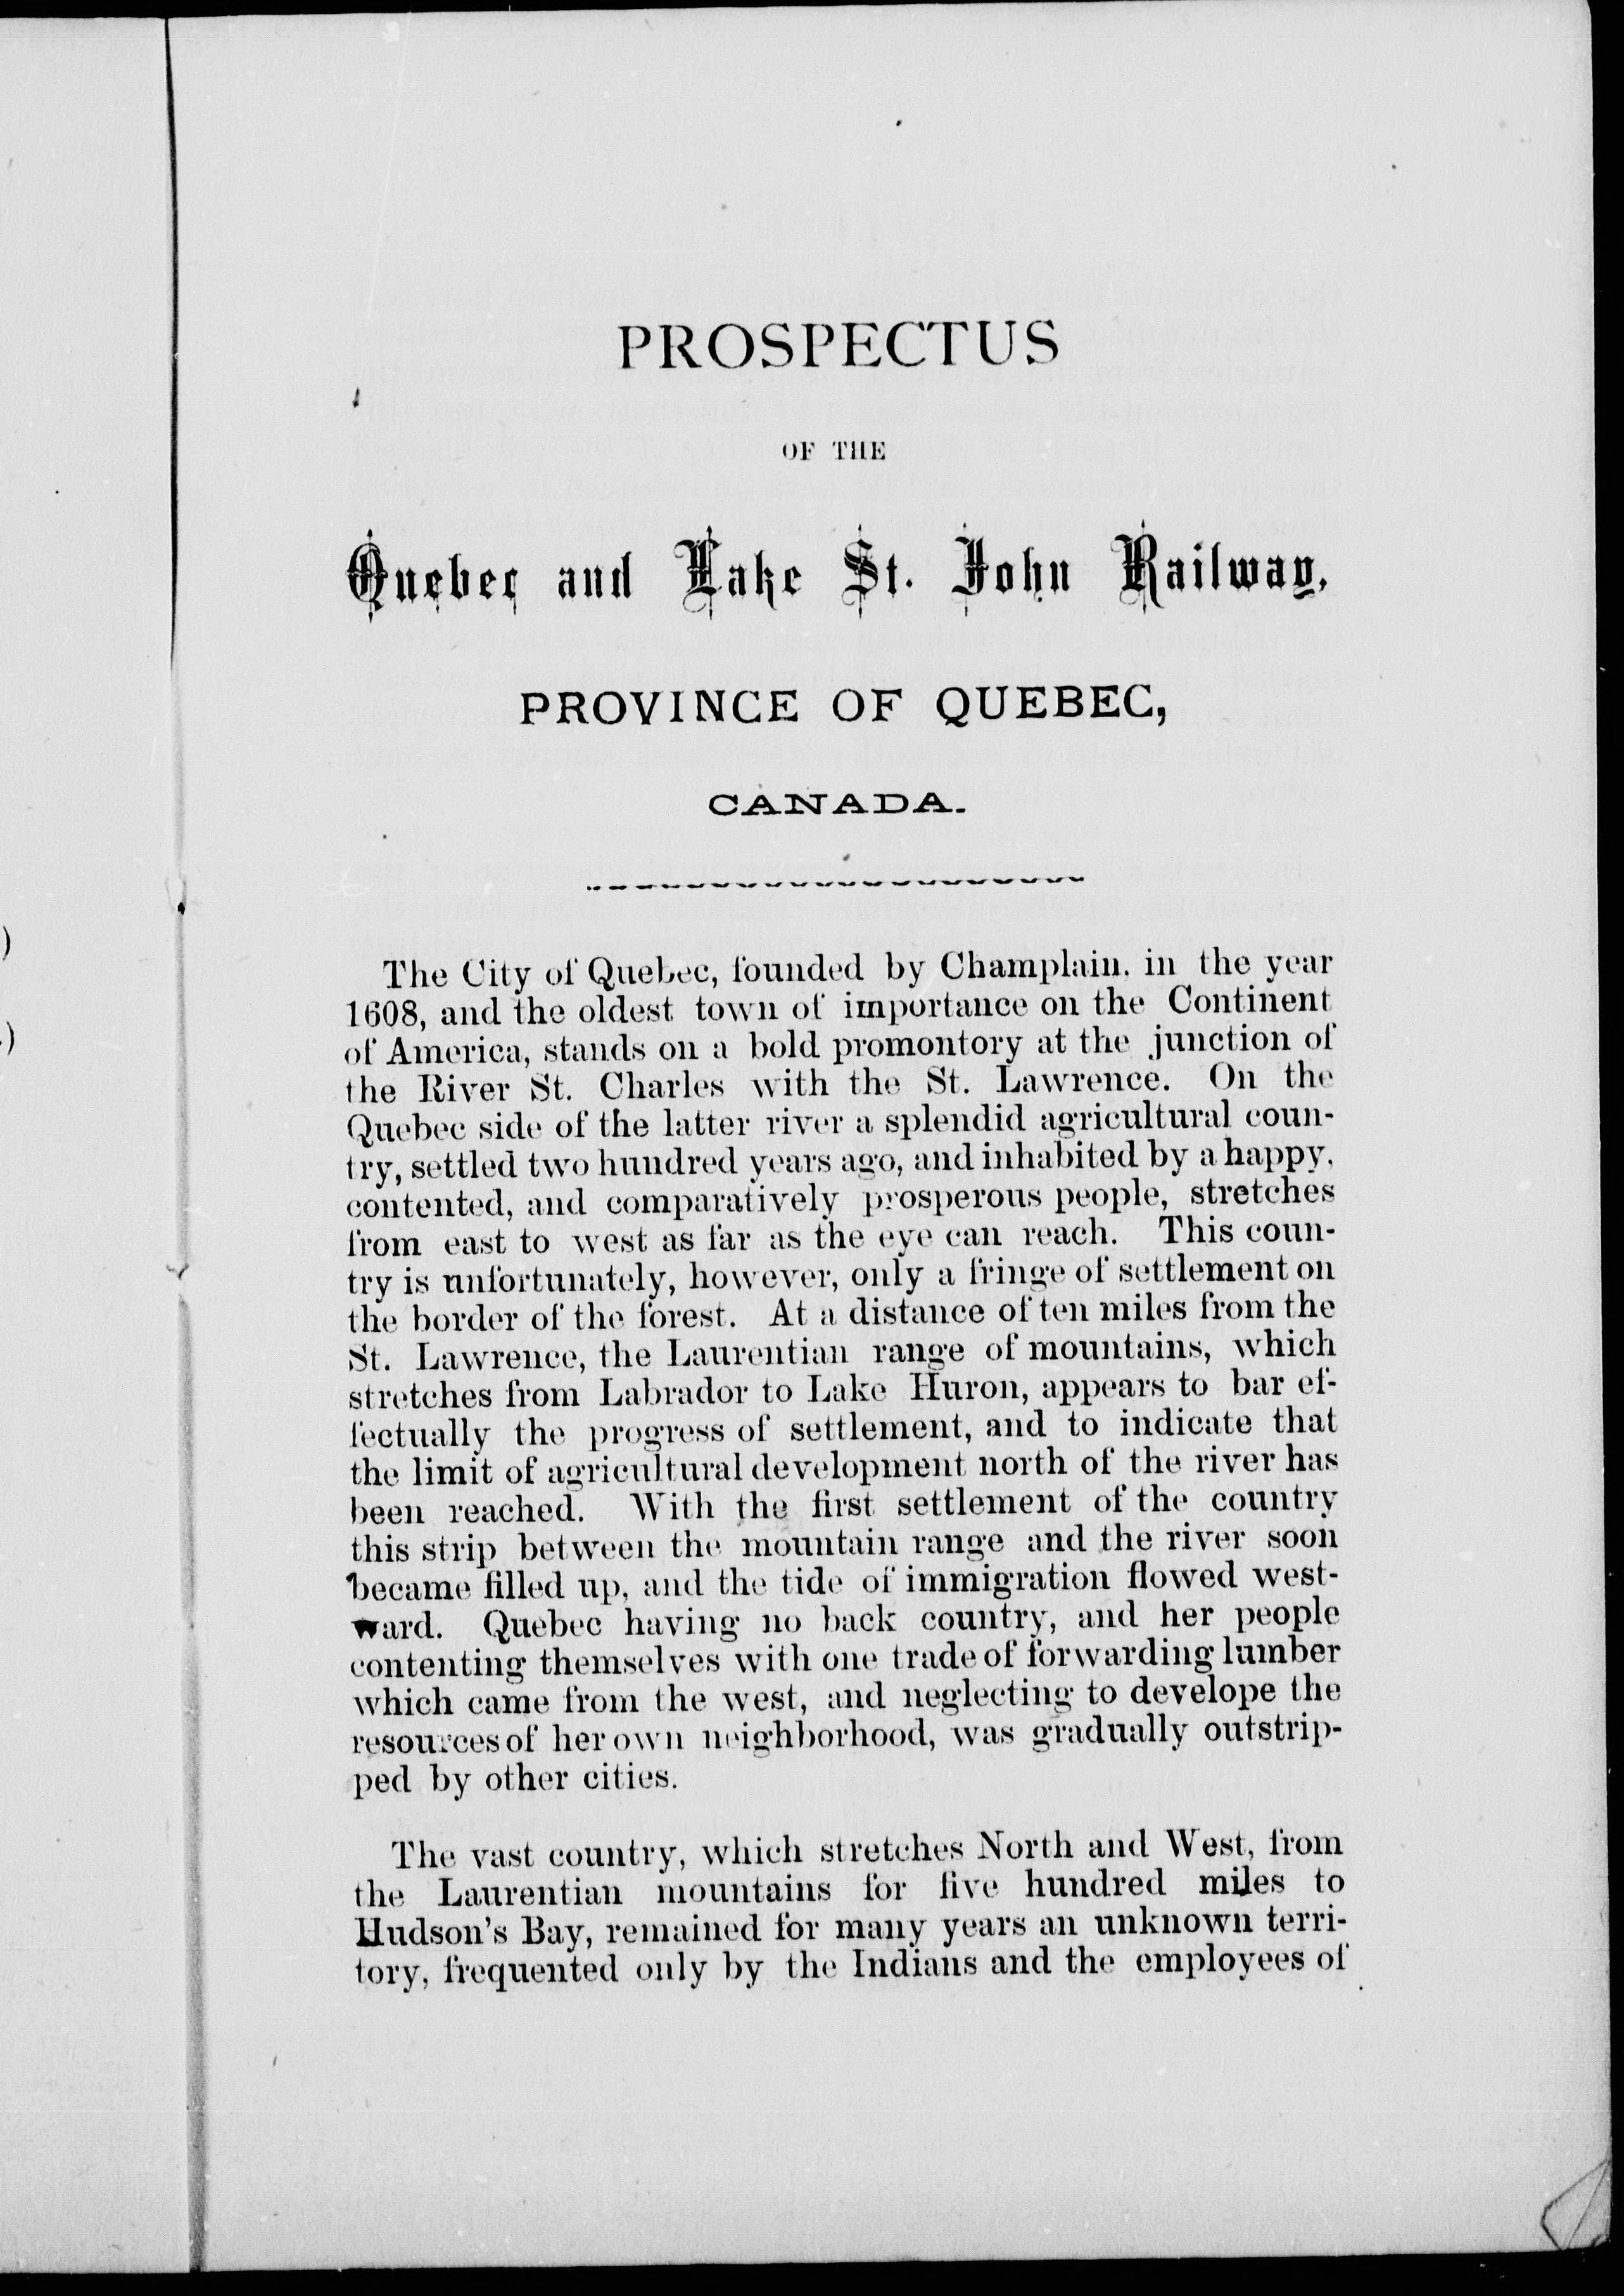 PROSPECTUS
OF THE
Quebec and Lake St. John Railway,
PROVINCE OF QUEBEC,
CANADA.
The City of Quebec, founded by Champlain, in the year
1608, and the oldest town of importance on the Continent
of America, stands on a bold promontory at the junction of
the River St. Charles with the St. Lawrence. On the
Quebec side of the latter river a splendid agricultural coun-
try, settled two hundred years ago, and inhabited by a happy,
contented, and comparatively prosperous people, stretches
from east to west as far as the eye can reach. This coun-
try is unfortunately, however, only a fringe of settlement on
the border of the forest. At a distance of ten miles from the
St. Lawrence, the Laurentian range of mountains, which
stretches from Labrador to Lake Huron, appears to bar ef-
fectually the progress of settlement, and to indicate that
the limit of agricultural development north of the river has
been reached. With the first settlement of the country
this strip between the mountain range and the river soon
became filled up, and the tide of immigration flowed west-
ward. Quebec having no back country, and her people
contenting themselves with one trade of forwarding lumber
which came from the west, and neglecting to develope the
resources of her own neighborhood, was gradually outstrip-
ped by other cities.
The vast country, which stretches North and West, from
the Laurentian mountains for five hundred miles to
Hudson's Bay, remained for many years an unknown terri-
tory, frequented only by the Indians and the employees of